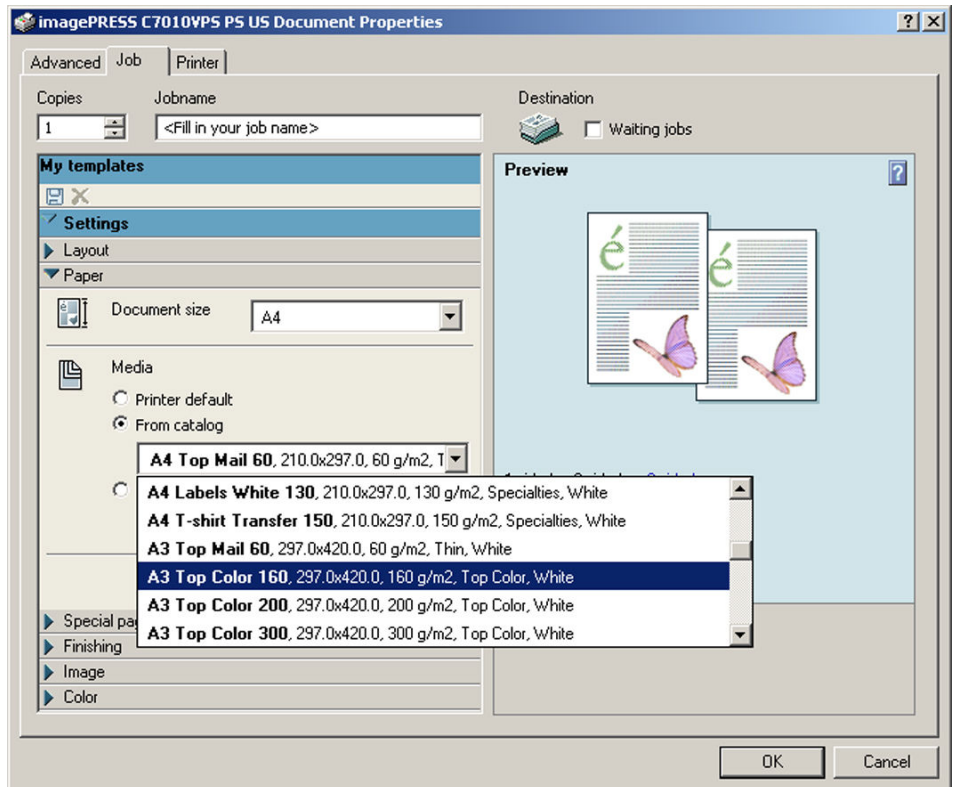 imagePRESS C7010VPS PS US Document Properties
Advanced Job Printer
Copies Jobname Destination
1 <Fill in your job name> Waiting jobs
My templates
Preview
Settings
Layout
Paper
Document size A4
Media
Printer default
From catalog
A4 Top Mail 60, 210.0x297.0, 60 g/m2, T
A4 Labels White 130, 210.0x297.0, 130 g/m2, Specialties, White
A4 T-shirt Transfer 150, 210.0x297.0, 150 g/m2, Specialties, White
A3 Top Mail 60, 297.0x420.0, 60 g/m2, Thin, White
A3 Top Color 160, 297.0x420.0, 160 g/m2, Top Color, White
A3 Top Color 200, 297.0x420.0, 200 g/m2, Top Color, White
A3 Top Color 300, 297.0x420.0, 300 g/m2, Top Color, White
Special pa
Finishing
Image
Color
é
é
OK Cancel